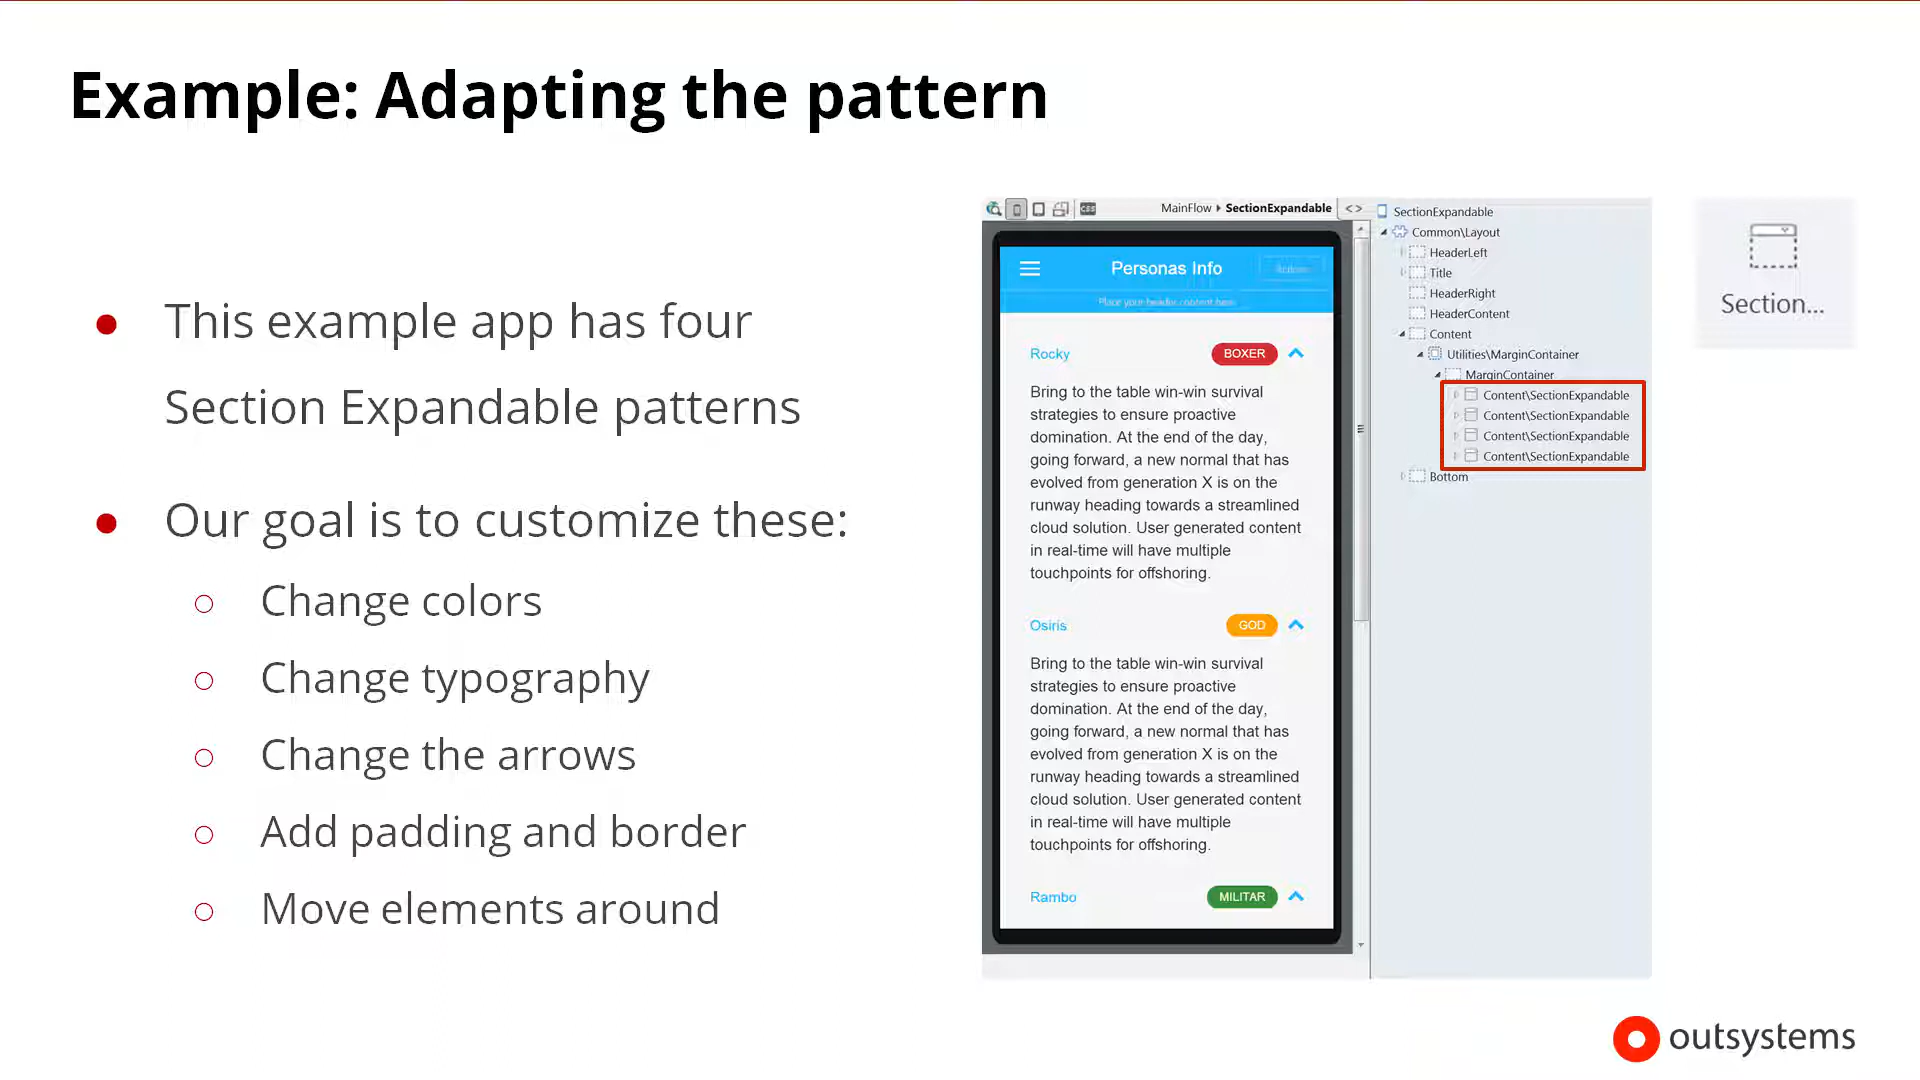 Example: Adapting the pattern
This example app has four
Section Expandable patterns
Our goal is to customize these:
Change colors
Change typography
Change the arrows
Add padding and border
Move elements around
CSS
MainFlow SectionExpandable
Personas Info
Actions
Place your header content here
Rocky
BOXER
Bring to the table win-win survival
strategies to ensure proactive
domination. At the end of the day,
going forward, a new normal that has
evolved from generation X is on the
runway heading towards a streamlined
cloud solution. User generated content
in real-time will have multiple
touchpoints for offshoring.
Osiris
GOD
Bring to the table win-win survival
strategies to ensure proactive
domination. At the end of the day,
going forward, a new normal that has
evolved from generation X is on the
runway heading towards a streamlined
cloud solution. User generated content
in real-time will have multiple
touchpoints for offshoring.
Rambo
MILITAR
SectionExpandable
Common\Layout
HeaderLeft
Title
HeaderRight
HeaderContent
Content
Utilities\MarginContainer
MarginContainer
Content\SectionExpandable
Content\SectionExpandable
Content\SectionExpandable
Content\SectionExpandable
Bottom
Section...
outsystems